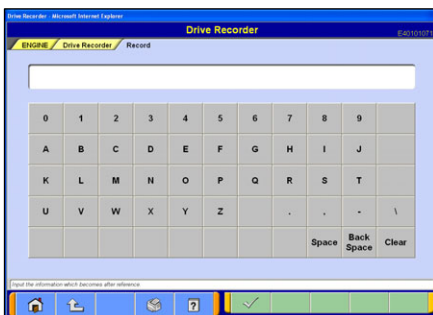 Drive Recorder - Microsoft Internet Explorer
Drive Recorder
E40101071
ENGINE Drive Recorder Record
0 1 2 3 4 5 6 7 8 9
A B C D E F G H I J
K L M N O P Q R S T
U V W X Y Z . , - \
Space Back Space Clear
Input the information which becomes after reference.
?